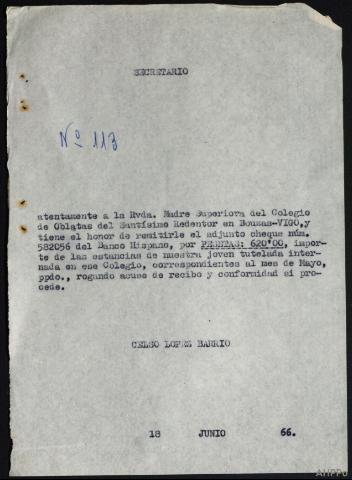 SECRETARIO
Nº 113
atentamente a la Rvda. Madre Superiora del Colegio
de Oblatas del Santísimo Redentor en Bouzas-VIGO, y
tiene el honor de remitirle el adjunto cheque núm.
582056 del Banco Hispano, por PESETAS: 620'00, impor-
te de las estancias de nuestra joven tutelada inter-
nada en ese Colegio, correspondientes al mes de Mayo,
ppdo., rogando acuse de recibo y conformidad si pro-
cede.
CELSO LOPEZ BARRIO
18 JUNIO 66.
AHPPo